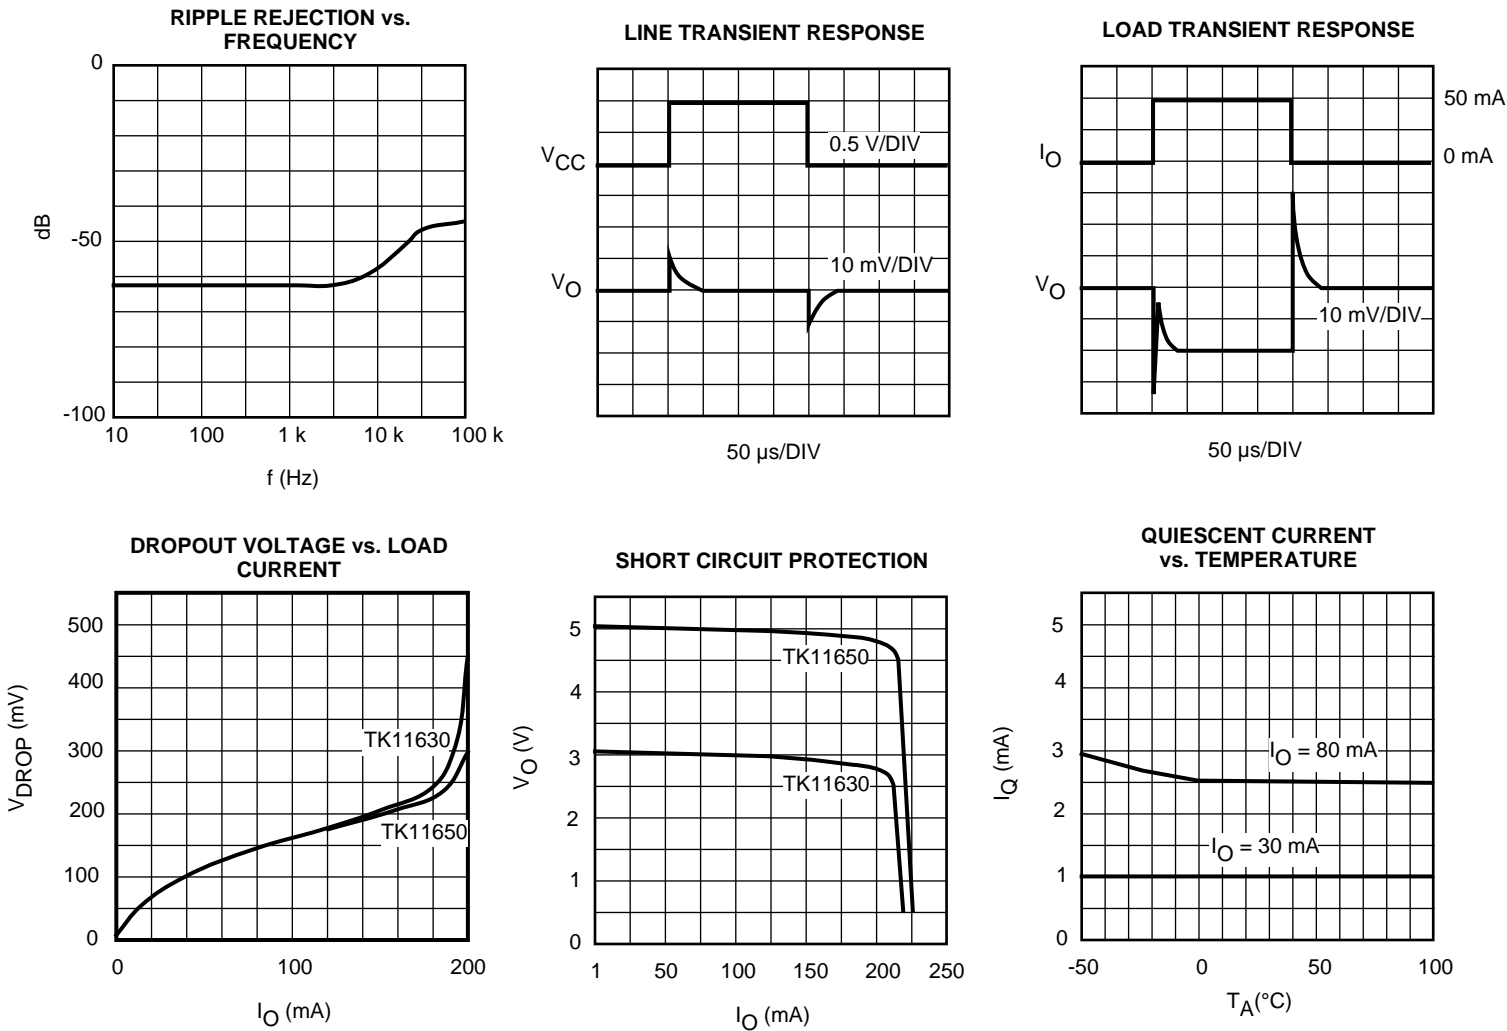 RIPPLE REJECTION vs.
FREQUENCY
0
-50
-100
dB
10 100 1 k 10 k 100 k
f (Hz)
LINE TRANSIENT RESPONSE
VCC
0.5 V/DIV
VO
10 mV/DIV
50 µs/DIV
LOAD TRANSIENT RESPONSE
50 mA
IO
0 mA
VO
10 mV/DIV
50 µs/DIV
DROPOUT VOLTAGE vs. LOAD
CURRENT
500
400
300
200
100
0
VDROP (mV)
TK11630
TK11650
0 100 200
IO (mA)
SHORT CIRCUIT PROTECTION
5
4
3
2
1
0
VO (V)
TK11650
TK11630
1 50 100 150 200 250
IO (mA)
QUIESCENT CURRENT
vs. TEMPERATURE
5
4
3
2
1
0
IQ (mA)
IO = 80 mA
IO = 30 mA
-50 0 50 100
TA(°C)